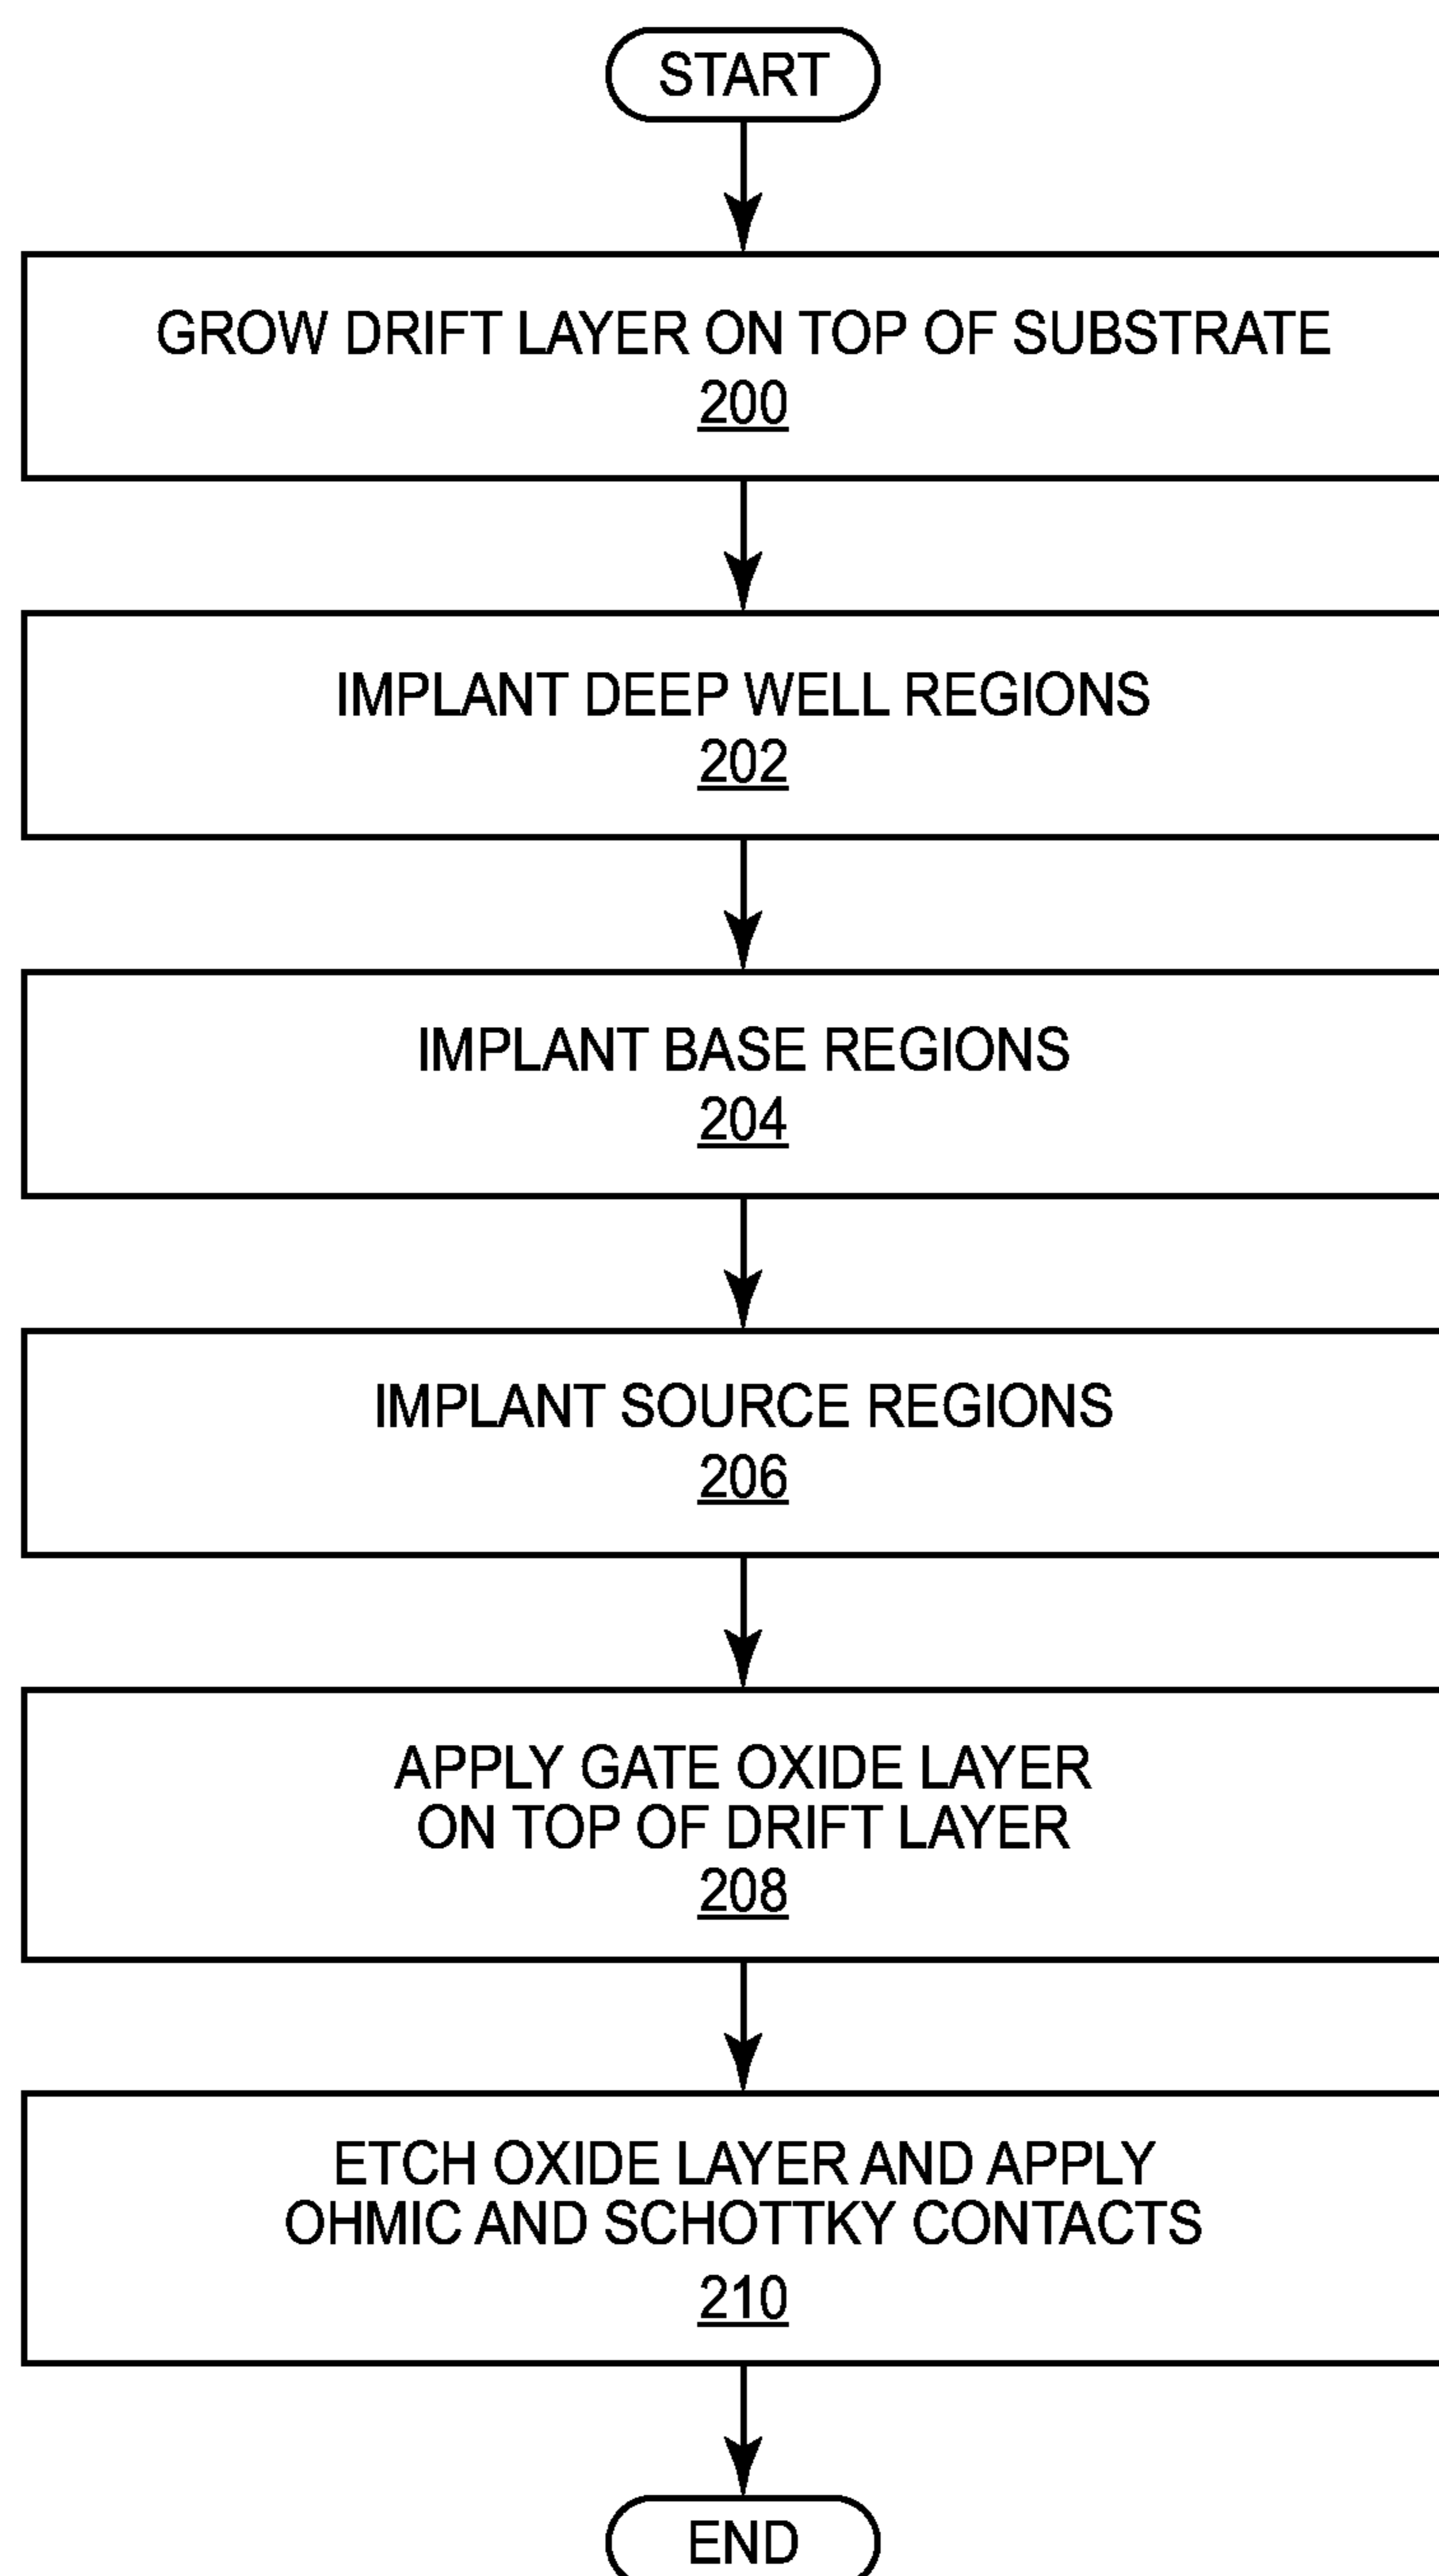 START
GROW DRIFT LAYER ON TOP OF SUBSTRATE
200
IMPLANT DEEP WELL REGIONS
202
IMPLANT BASE REGIONS
204
IMPLANT SOURCE REGIONS
206
APPLY GATE OXIDE LAYER
ON TOP OF DRIFT LAYER
208
ETCH OXIDE LAYER AND APPLY
OHMIC AND SCHOTTKY CONTACTS
210
END